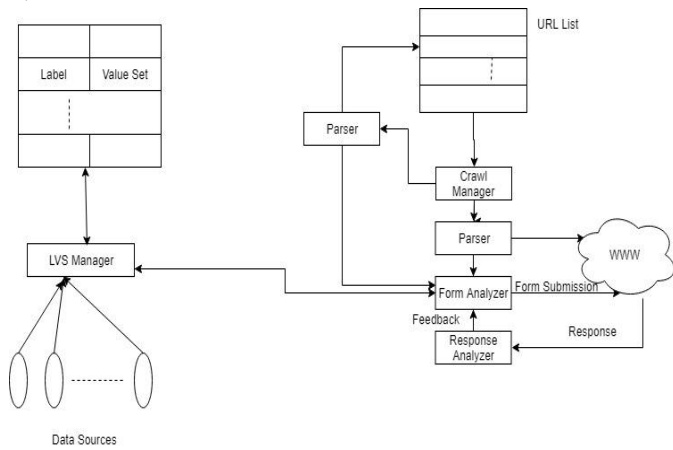 URL List
Label
Value Set
Parser
Crawl
Manager
Parser
WWW
LVS Manager
Form Analyzer
Form Submission
Feedback
Response
Analyzer
Response
Data Sources